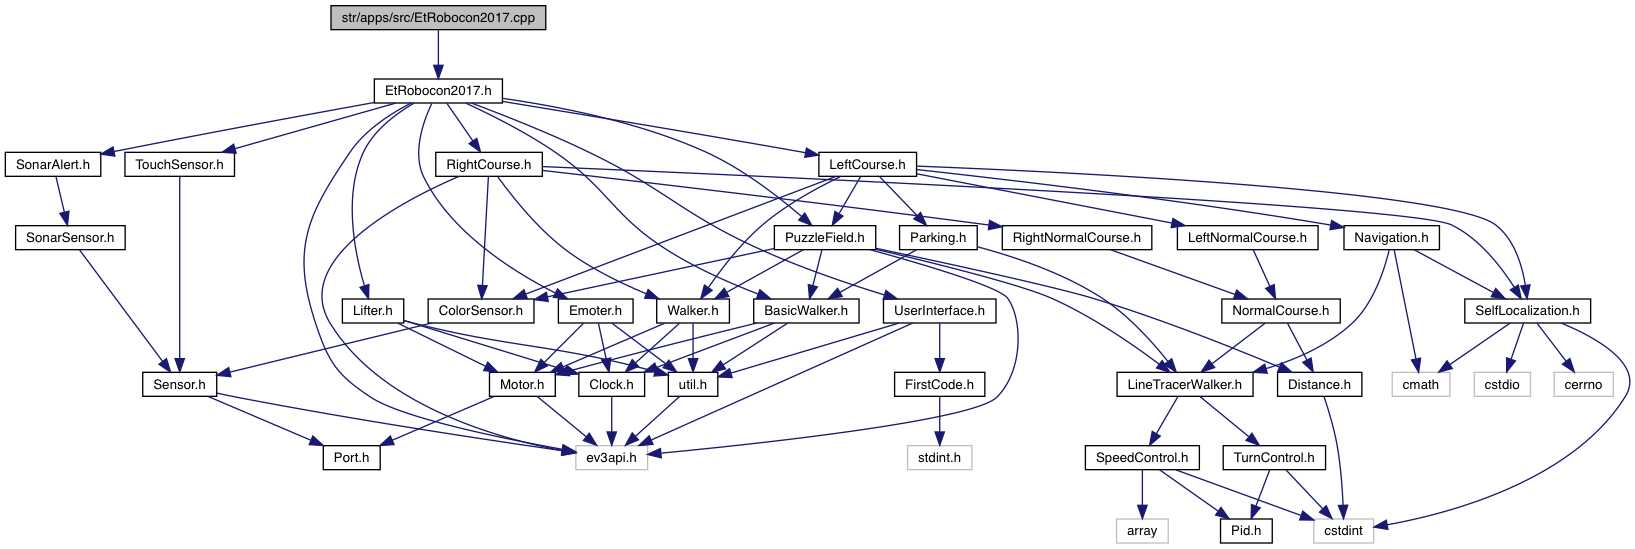 str/apps/src/EtRobocon2017.cpp
EtRobocon2017.h
SonarAlert.h
TouchSensor.h
RightCourse.h
LeftCourse.h
SonarSensor.h
PuzzleField.h
Parking.h
RightNormalCourse.h
LeftNormalCourse.h
Navigation.h
Lifter.h
ColorSensor.h
Emoter.h
Walker.h
BasicWalker.h
UserInterface.h
NormalCourse.h
SelfLocalization.h
Sensor.h
Motor.h
Clock.h
util.h
FirstCode.h
LineTracerWalker.h
Distance.h
cmath
cstdio
cerrno
Port.h
ev3api.h
stdint.h
SpeedControl.h
TurnControl.h
array
Pid.h
cstdint